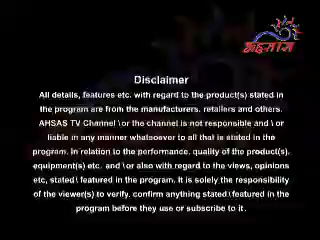 अहसास
Disclaimer
All details, features etc. with regard to the product(s) stated in
the program are from the manufacturers, retailers and others.
AHSAS TV Channel \ or the channel is not responsible and \ or
liable in any manner whatsoever to all that is stated in the
program. In relation to the performance, quality of the product(s),
equipment(s) etc. and \ or also with regard to the views, opinions
etc, stated \ featured in the program. It is solely the responsibility
of the viewer(s) to verify, confirm anything stated \ featured in the
program before they use or subscribe to it.